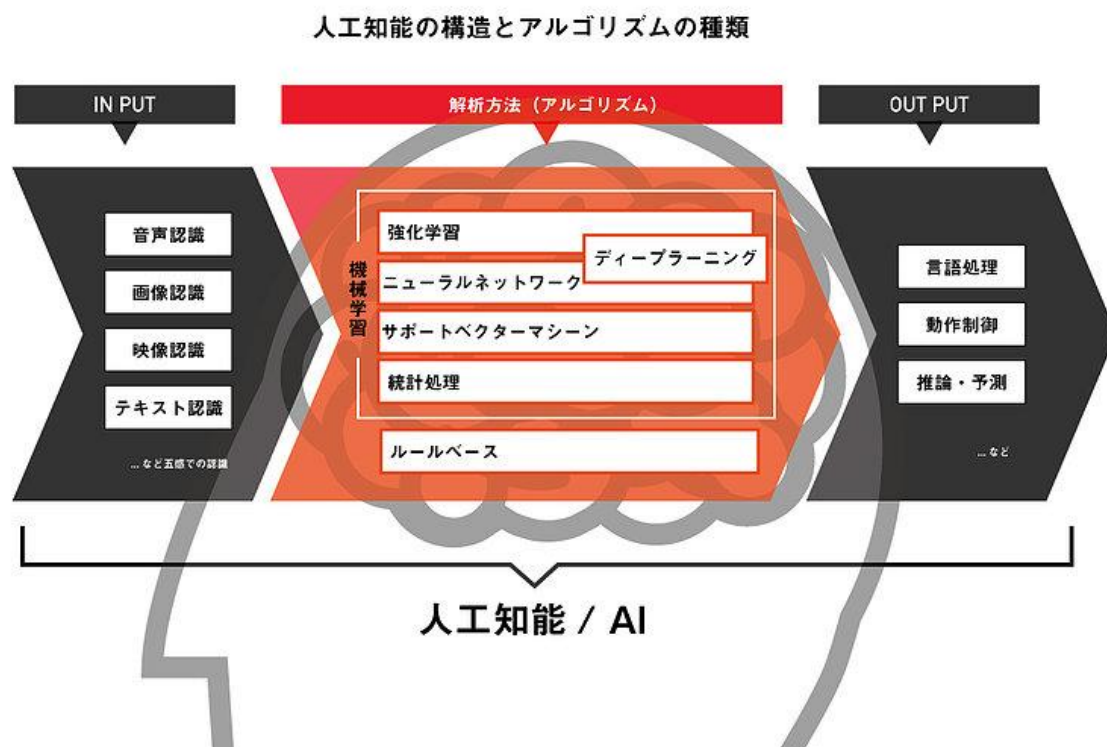 人工知能の構造とアルゴリズムの種類
IN PUT
解析方法（アルゴリズム）
OUT PUT
音声認識
画像認識
映像認識
テキスト認識
...など五感での認識
機械学習
強化学習
ディープラーニング
ニューラルネットワーク
サポートベクターマシーン
統計処理
ルールベース
言語処理
動作制御
推論・予測
...など
人工知能 / AI